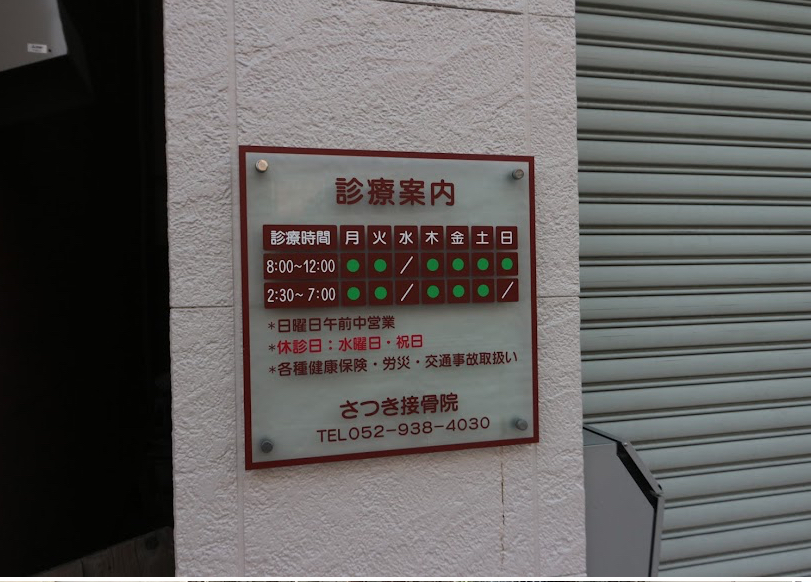 診療案内
診療時間 月 火 水 木 金 土 日
8:00~12:00 ● ● / ● ● ● ●
2:30~7:00 ● ● / ● ● ● /
*日曜日午前中営業
*休診日：水曜日・祝日
*各種健康保険・労災・交通事故取扱い
さつき接骨院
TEL052-938-4030